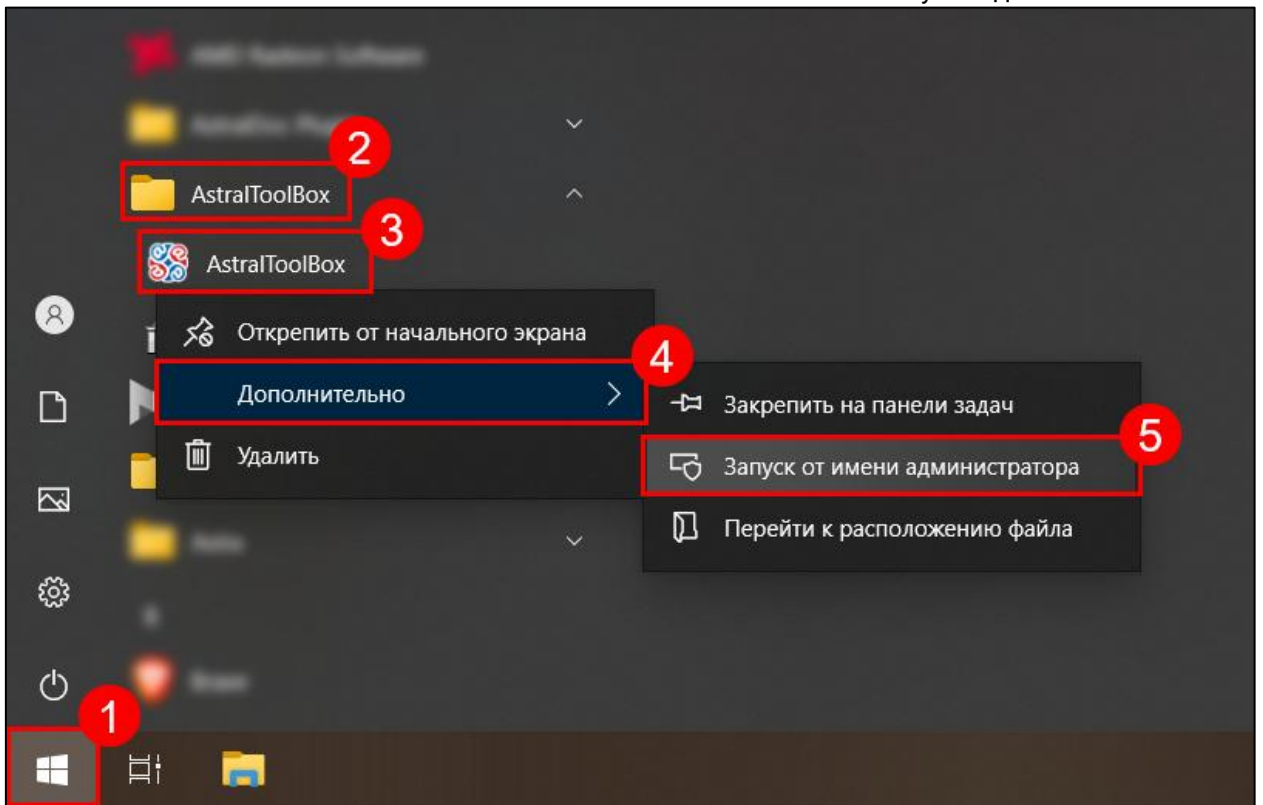 2
AstralToolBox
3
AstralToolBox
Открепить от начального экрана
4
Дополнительно
Закрепить на панели задач
5
Удалить
Запуск от имени администратора
Перейти к расположению файла
1